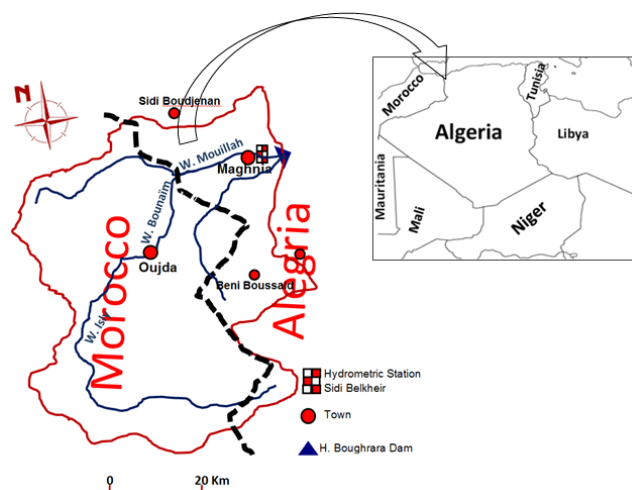 N
Sidi Boudjenan
W. Mouillah
Maghnia
W. Bounaim
Oujda
W. Isly
Morocco
Beni Boussaid
Alegria
Hydrometric Station
Sidi Belkheir
Town
H. Boughrara Dam
0 20 Km
Morocco
Tunisia
Algeria
Libya
Mauritania
Mali
Niger